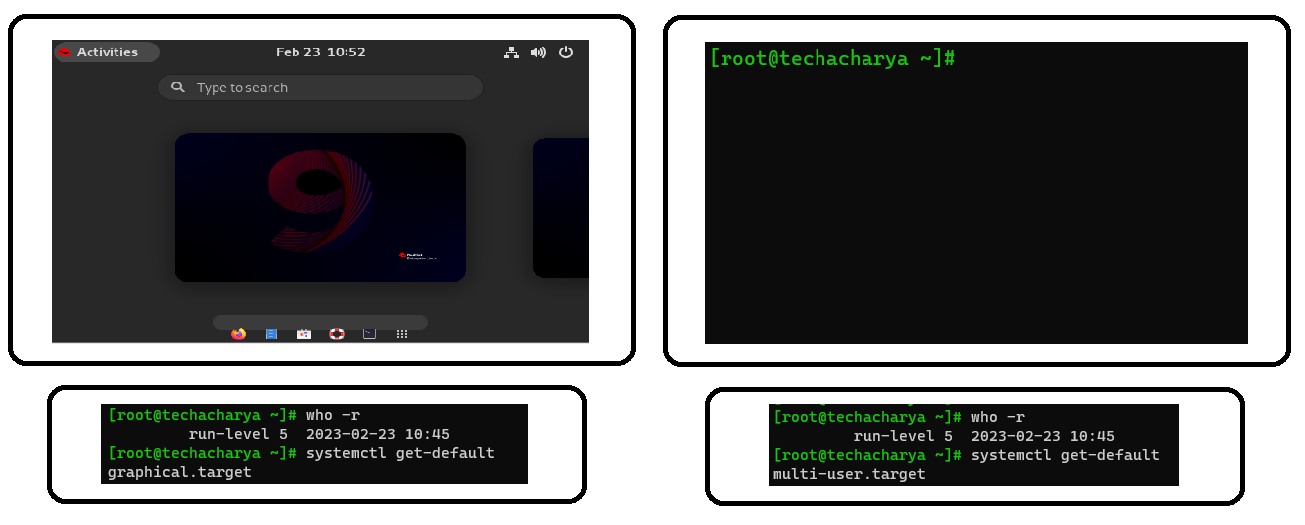 Activities
Feb 23 10:52
Type to search
9
[root@techacharya ~]#
[root@techacharya ~]# who -r
run-level 5 2023-02-23 10:45
[root@techacharya ~]# systemctl get-default
graphical.target
[root@techacharya ~]# who -r
run-level 5 2023-02-23 10:45
[root@techacharya ~]# systemctl get-default
multi-user.target